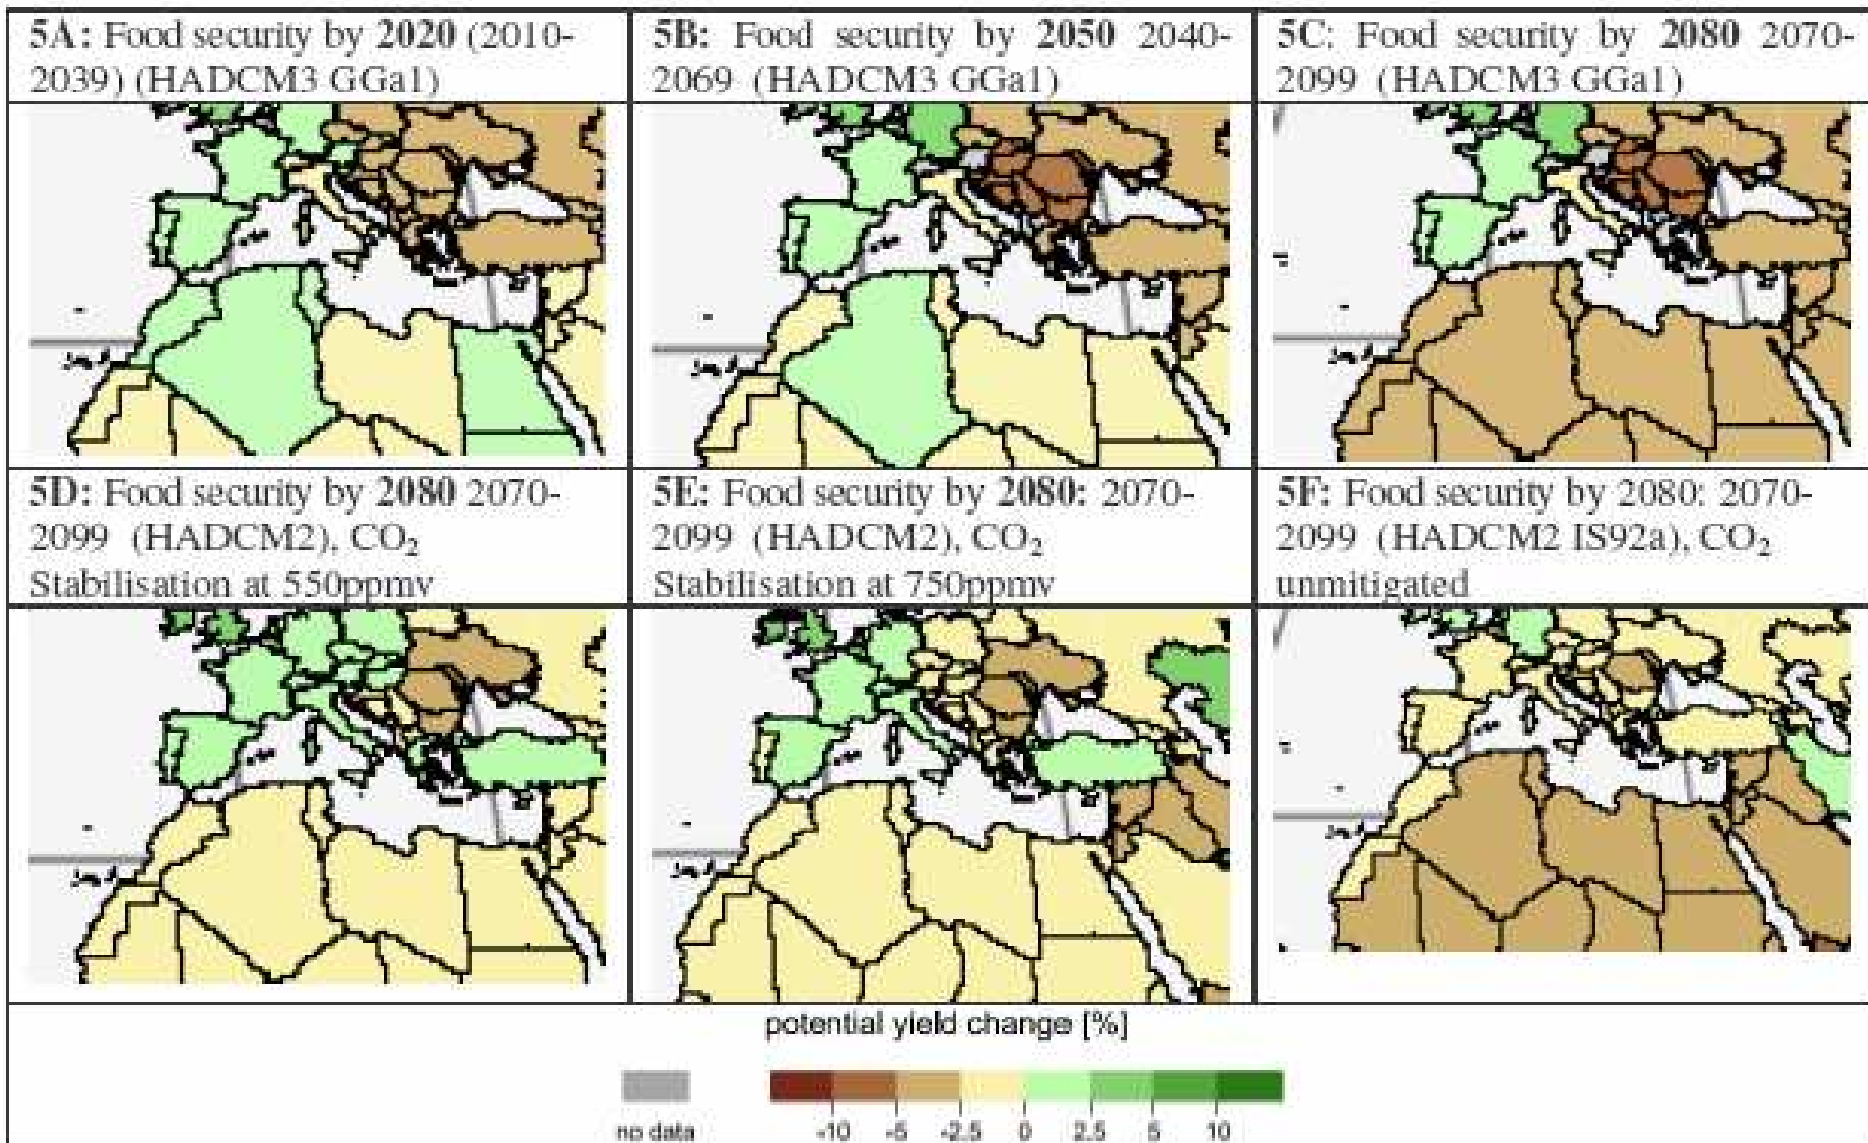 5A: Food security by 2020 (2010-
2039) (HADCM3 GGa1)
5B: Food security by 2050 2040-
2069 (HADCM3 GGa1)
5C: Food security by 2080 2070-
2099 (HADCM3 GGa1)
5D: Food security by 2080 2070-
2099 (HADCM2), CO₂
Stabilisation at 550ppmv
5E: Food security by 2080: 2070-
2099 (HADCM2), CO₂
Stabilisation at 750ppmv
5F: Food security by 2080: 2070-
2099 (HADCM2 IS92a), CO₂
unmitigated
potential yield change [%]
no data -10 -5 -2.5 0 2.5 5 10